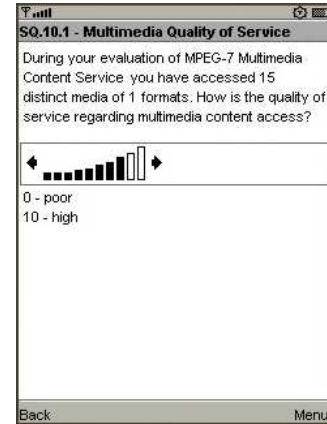 SQ.10.1 - Multimedia Quality of Service
During your evaluation of MPEG-7 Multimedia
Content Service you have accessed 15
distinct media of 1 formats. How is the quality of
service regarding multimedia content access?
0 - poor
10 - high
Back Menu